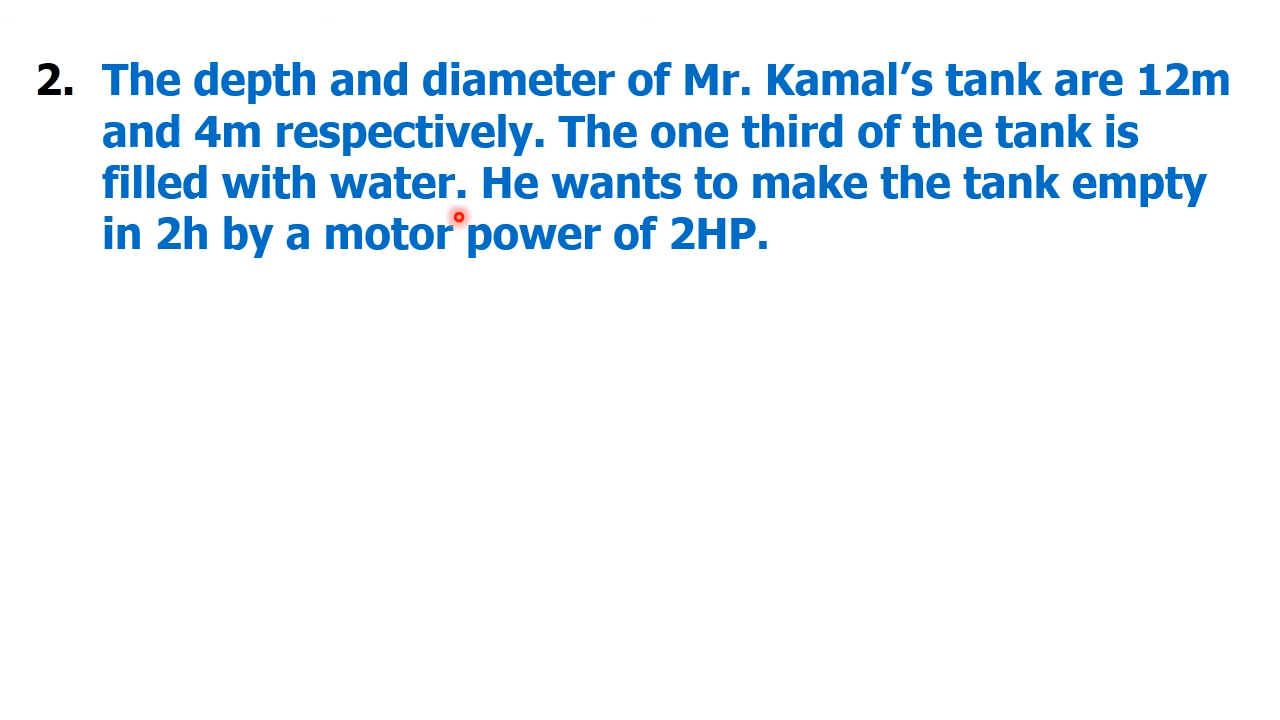 2. The depth and diameter of Mr. Kamal’s tank are 12m
and 4m respectively. The one third of the tank is
filled with water. He wants to make the tank empty
in 2h by a motor power of 2HP.